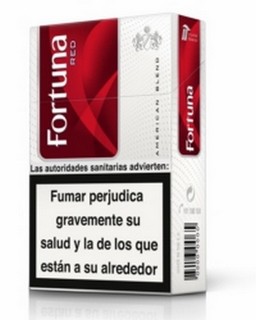 Fortuna
RED
AMERICAN BLEND
Las autoridades sanitarias advierten:
Fumar perjudica
gravemente su
salud y la de los que
están a su alrededor
Fortuna
RED